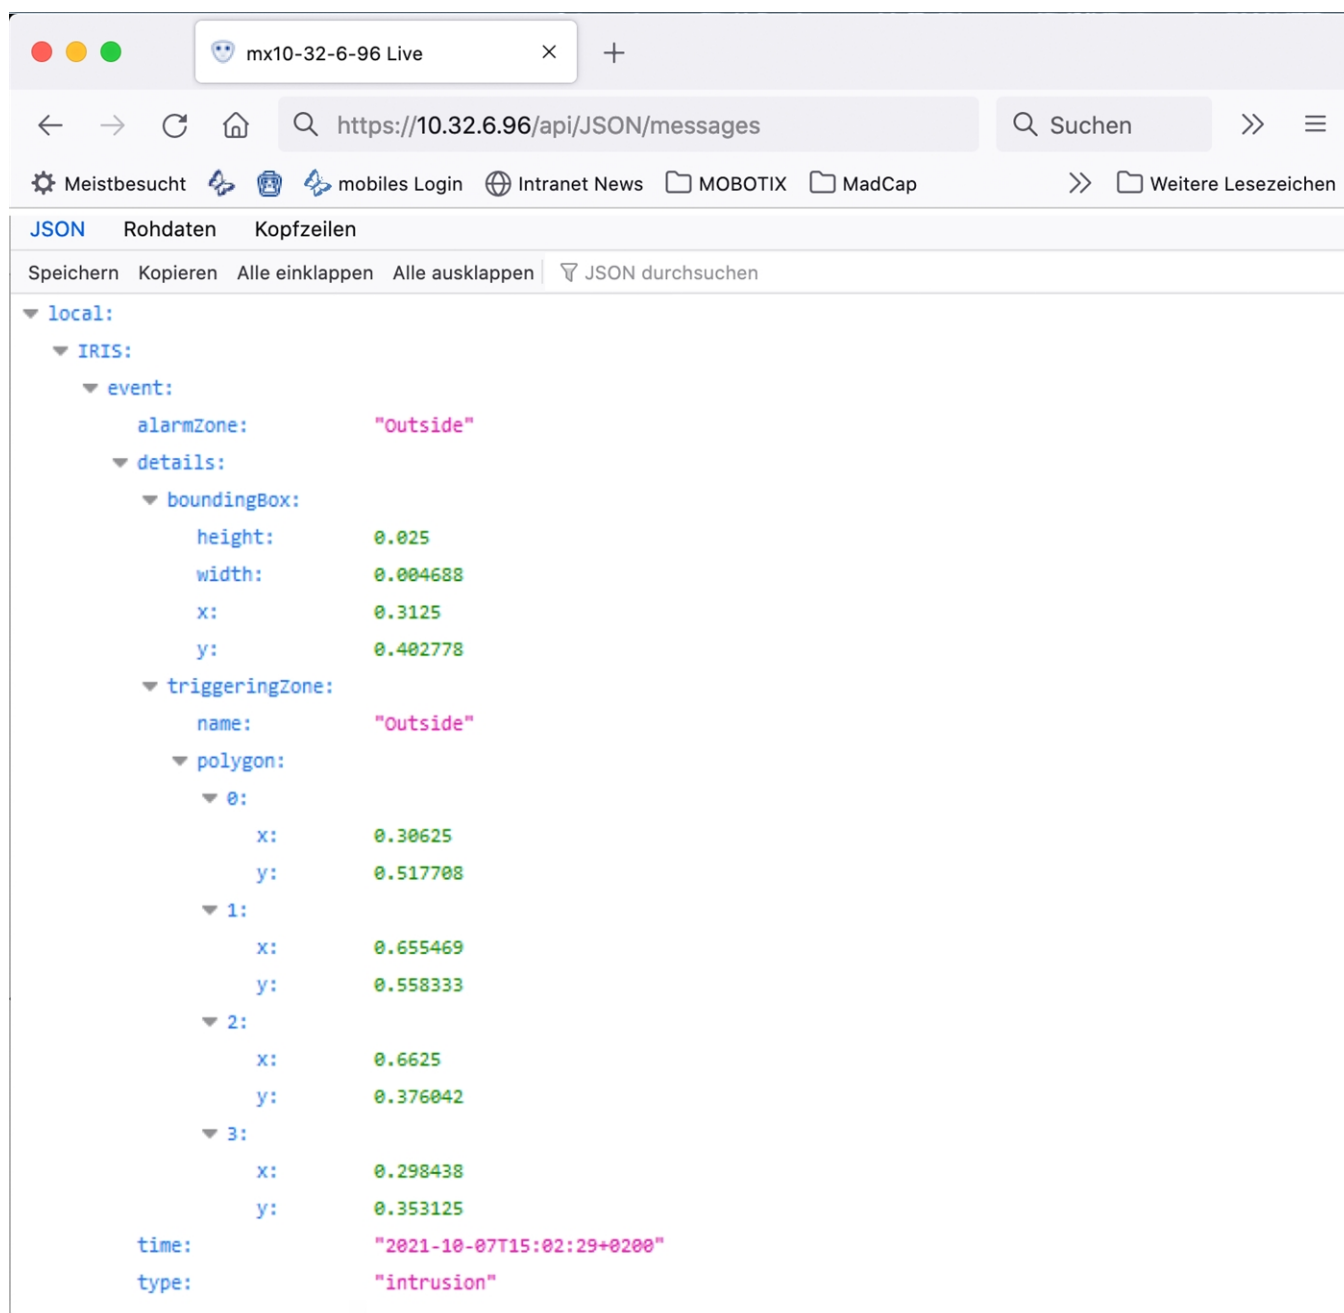 mx10-32-6-96 Live
https://10.32.6.96/api/JSON/messages
Suchen
Meistbesucht mobiles Login Intranet News MOBOTIX MadCap Weitere Lesezeichen
JSON Rohdaten Kopfzeilen
Speichern Kopieren Alle einklappen Alle ausklappen JSON durchsuchen
local:
IRIS:
event:
alarmZone: "Outside"
details:
boundingBox:
height: 0.025
width: 0.004688
x: 0.3125
y: 0.402778
triggeringZone:
name: "Outside"
polygon:
0:
x: 0.30625
y: 0.517708
1:
x: 0.655469
y: 0.558333
2:
x: 0.6625
y: 0.376042
3:
x: 0.298438
y: 0.353125
time: "2021-10-07T15:02:29+0200"
type: "intrusion"